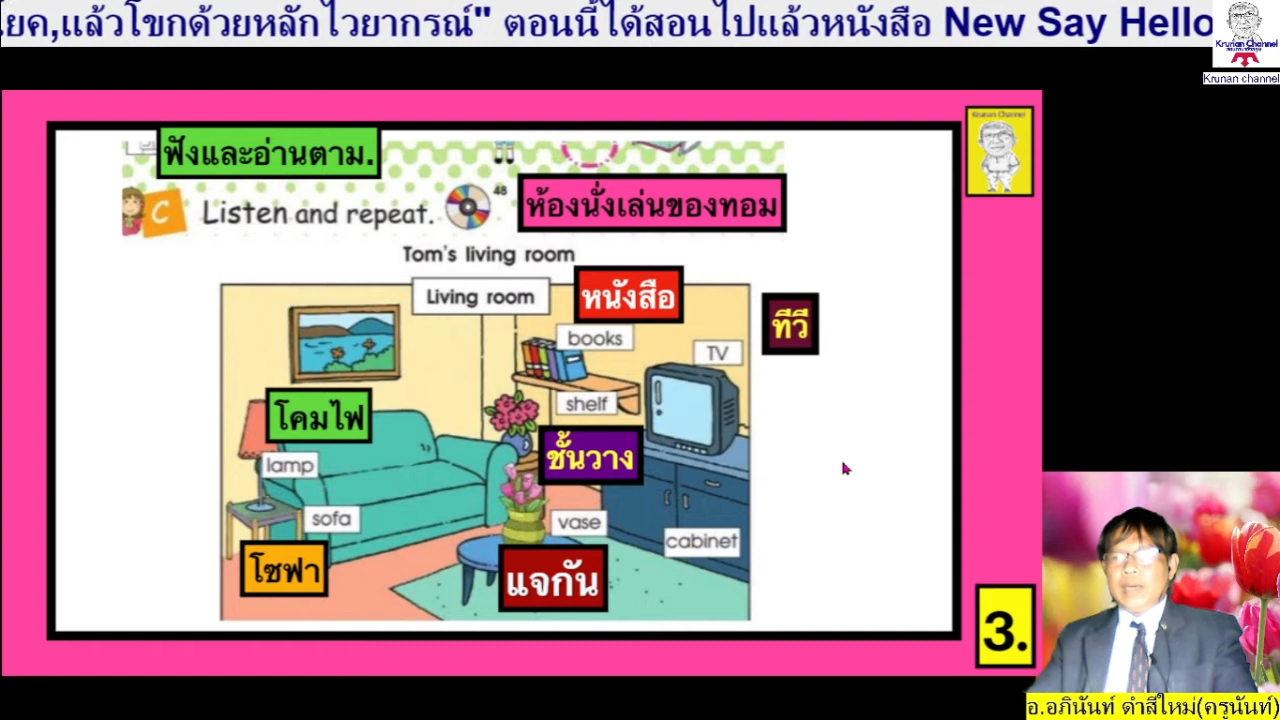 ยค,แล้วโขกด้วยหลักไวยากรณ์" ตอนนี้ได้สอนไปแล้วหนังสือ New Say Hello
Krunan Channel
Krunan channel
Krunan Channel
ฟังและอ่านตาม.
C Listen and repeat. 48
ห้องนั่งเล่นของทอม
Tom's living room
Living room
หนังสือ
ทีวี
books
TV
shelf
โคมไฟ
ชั้นวาง
lamp
sofa
vase
cabinet
โซฟา
แจกัน
3.
อ.อภินันท์ ดำสีใหม่(ครูนันท์)